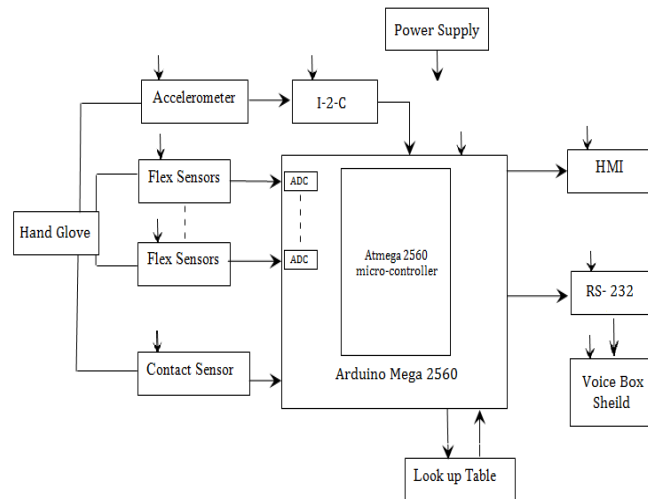 Power Supply
Accelerometer
I-2-C
Flex Sensors
ADC
HMI
Atmega 2560
micro-controller
Hand Glove
Flex Sensors
ADC
RS- 232
Contact Sensor
Arduino Mega 2560
Voice Box
Sheild
Look up Table